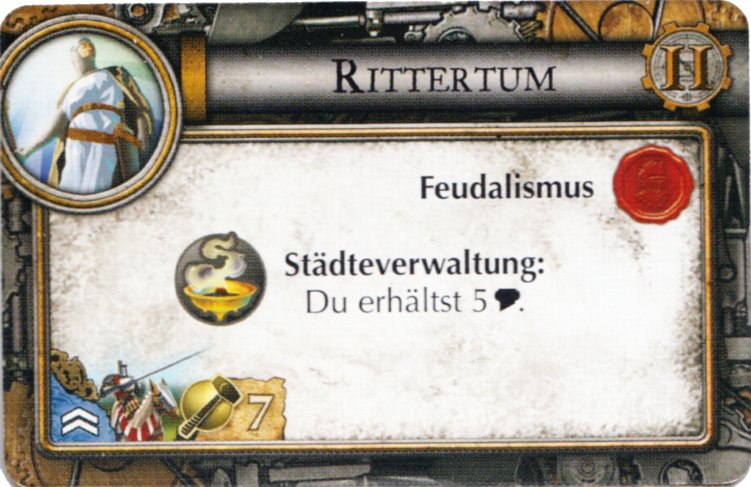 RITTERTUM
II
Feudalismus
Städteverwaltung:
Du erhältst 5 .
7